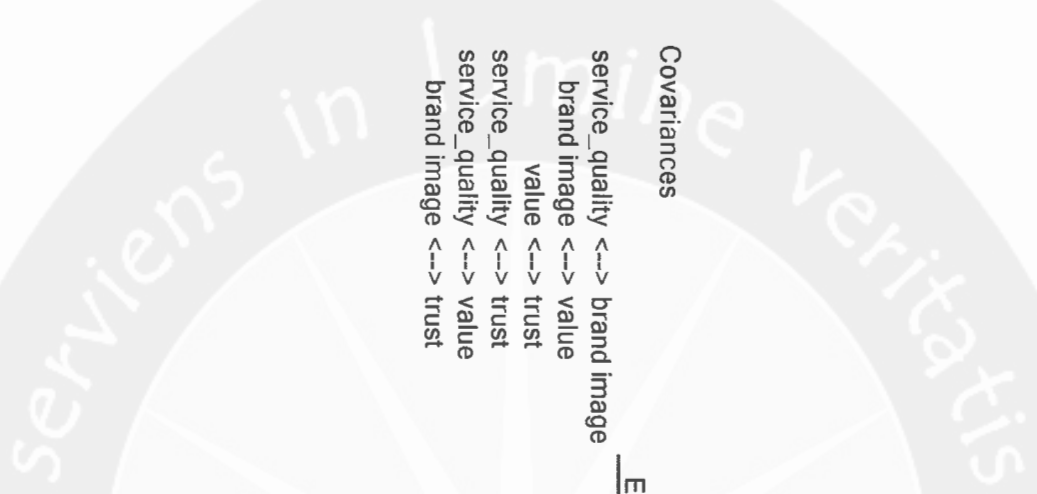 Covariances
E
service_quality <--> brand image
brand image <--> value
value <--> trust
service_quality <--> trust
service_quality <--> value
brand image <--> trust
serviens in lumine veritatis